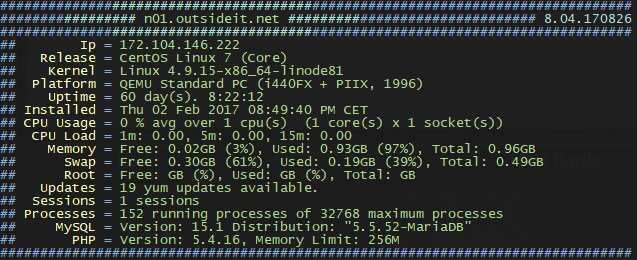 ###############################################################################
################# n01.outsideit.net ############################### 8.04.170826
###############################################################################
##        Ip = 172.104.146.222
##   Release = CentOS Linux 7 (Core)
##    Kernel = Linux 4.9.15-x86_64-linode81
##  Platform = QEMU Standard PC (i440FX + PIIX, 1996)
##    Uptime = 60 day(s). 8:22:12
## Installed = Thu 02 Feb 2017 08:49:40 PM CET
## CPU Usage = 0 % avg over 1 cpu(s)  (1 core(s) x 1 socket(s))
##  CPU Load = 1m: 0.00, 5m: 0.00, 15m: 0.00
##    Memory = Free: 0.02GB (3%), Used: 0.93GB (97%), Total: 0.96GB
##      Swap = Free: 0.30GB (61%), Used: 0.19GB (39%), Total: 0.49GB
##      Root = Free: GB (%), Used: GB (%), Total: GB
##   Updates = 19 yum updates available.
##  Sessions = 1 sessions
## Processes = 152 running processes of 32768 maximum processes
##     MySQL = Version: 15.1 Distribution: "5.5.52-MariaDB"
##       PHP = Version: 5.4.16, Memory Limit: 256M
###############################################################################